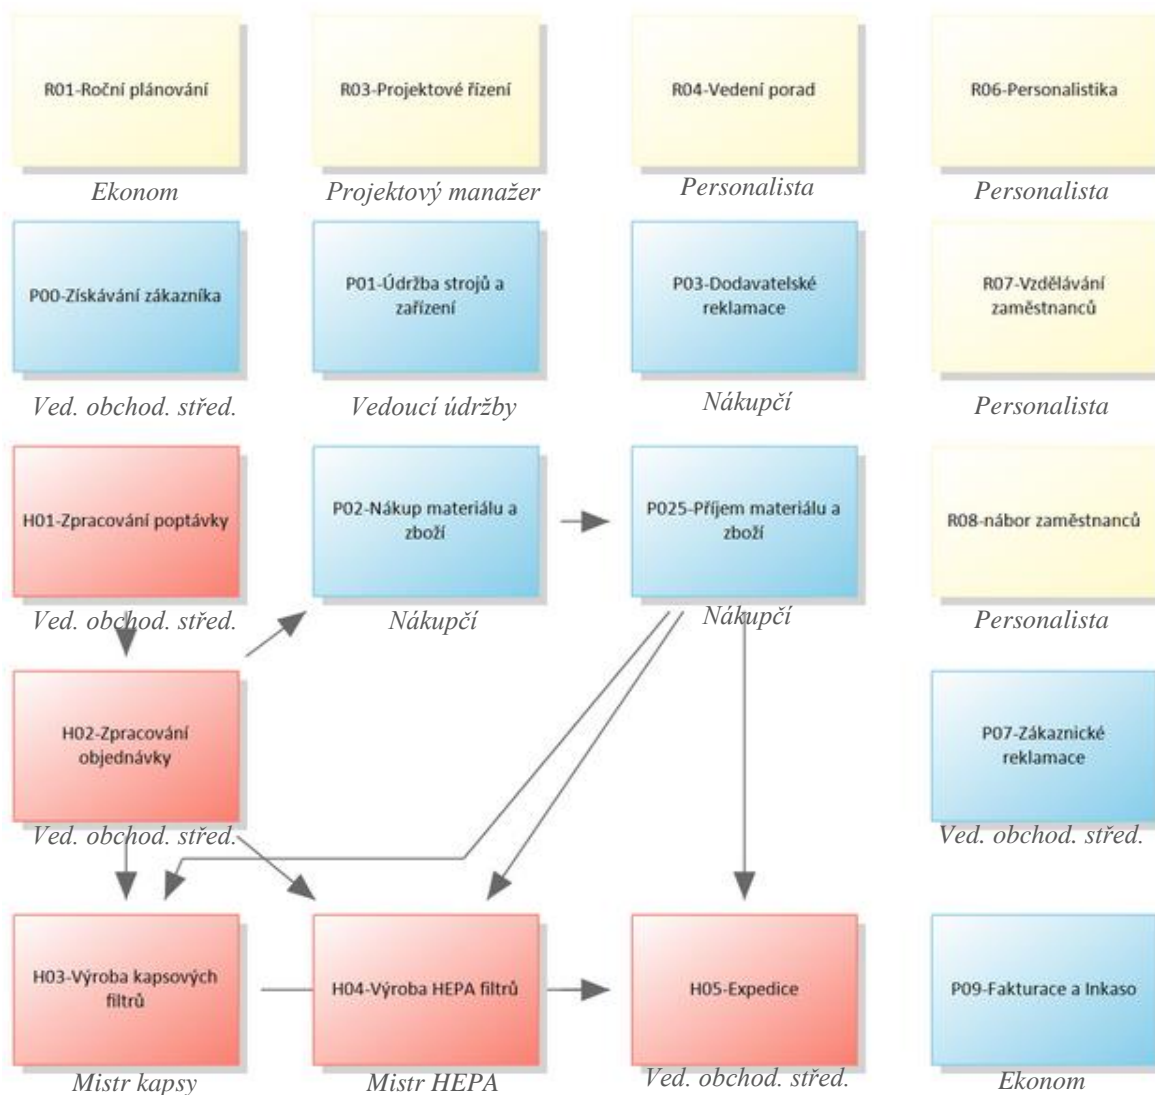 R01-Roční plánování
R03-Projektové řízení
R04-Vedení porad
R06-Personalistika
Ekonom
Projektový manažer
Personalista
Personalista
P00-Získávání zákazníka
P01-Údržba strojů a
zařízení
P03-Dodavatelské
reklamace
R07-Vzdělávání
zaměstnanců
Ved. obchod. střed.
Vedoucí údržby
Nákupčí
Personalista
H01-Zpracování poptávky
P02-Nákup materiálu a
zboží
P025-Příjem materiálu a
zboží
R08-nábor zaměstnanců
Ved. obchod. střed.
Nákupčí
Nákupčí
Personalista
H02-Zpracování
objednávky
P07-Zákaznické
reklamace
Ved. obchod. střed.
Ved. obchod. střed.
H03-Výroba kapsových
filtrů
H04-Výroba HEPA filtrů
H05-Expedice
P09-Fakturace a Inkaso
Mistr kapsy
Mistr HEPA
Ved. obchod. střed.
Ekonom